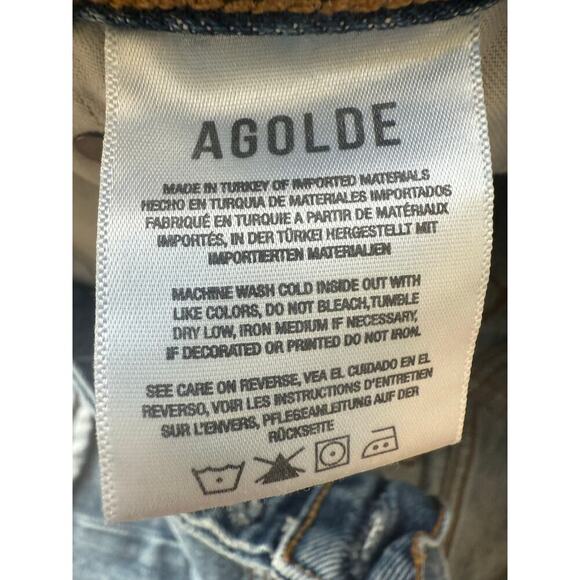 AGOLDE
MADE IN TURKEY OF IMPORTED MATERIALS
HECHO EN TURQUIA DE MATERIALES IMPORTADOS
FABRIQUÉ EN TURQUIE A PARTIR DE MATÉRIAUX
IMPORTÉS, IN DER TÜRKEI HERGESTELLT MIT
IMPORTIERTEN MATERIALIEN
MACHINE WASH COLD INSIDE OUT WITH
LIKE COLORS, DO NOT BLEACH, TUMBLE
DRY LOW, IRON MEDIUM IF NECESSARY,
IF DECORATED OR PRINTED DO NOT IRON.
SEE CARE ON REVERSE, VEA EL CUIDADO EN EL
REVERSO, VOIR LES INSTRUCTIONS D'ENTRETIEN
SUR L'ENVERS, PFLEGEANLEITUNG AUF DER
RÜCKSEITE